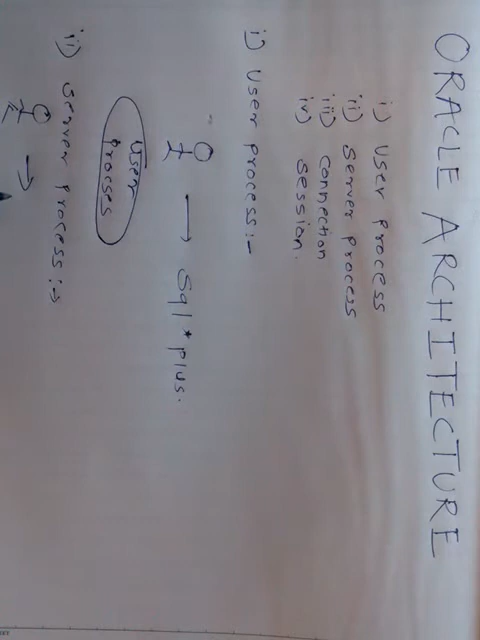 ORACLE ARCHITECTURE
i) User process
ii) Server process
iii) connection
iv) session.
i) User process:-
→ Sql*plus.
User
process
ii) Server process:->
→